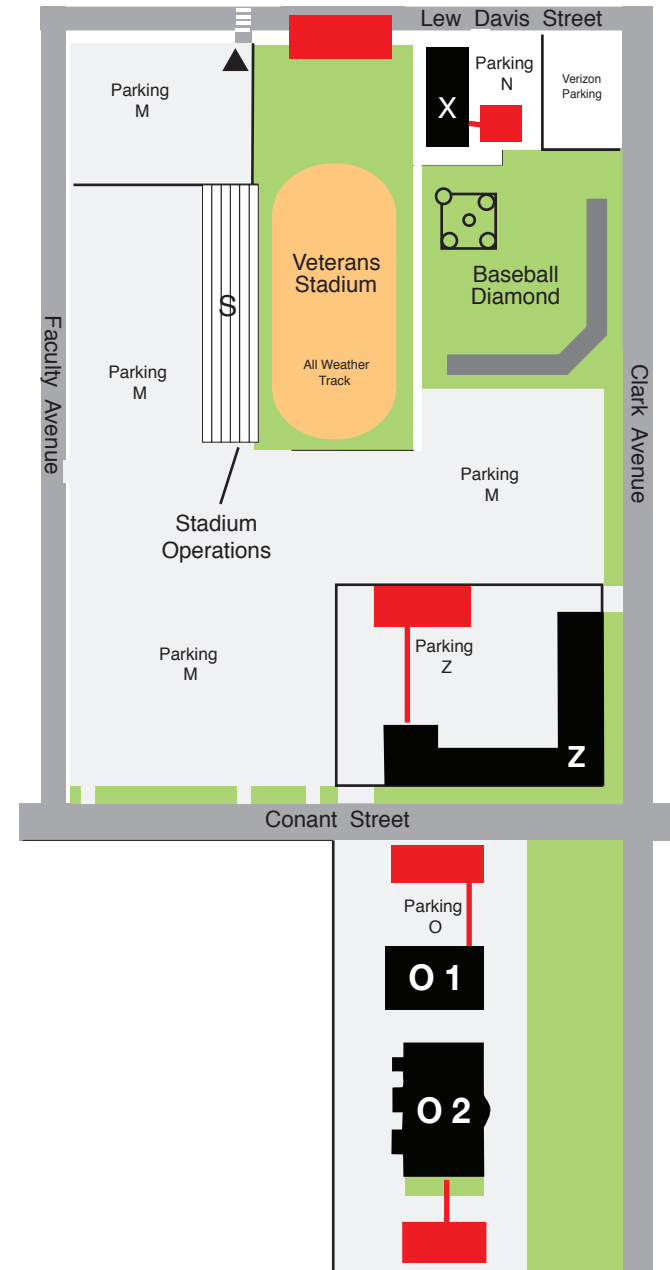 Lew Davis Street
Parking
M
X
Parking
N
Verizon
Parking
Veterans
Stadium
All Weather
Track
Baseball
Diamond
S
Faculty Avenue
Parking
M
Clark Avenue
Parking
M
Stadium
Operations
Parking
M
Parking
Z
Z
Conant Street
Parking
O
O 1
O 2